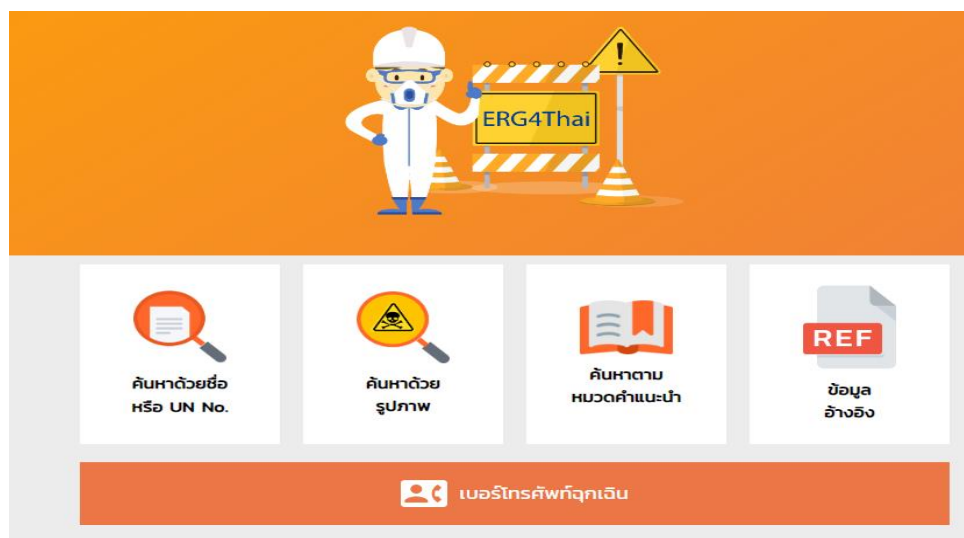 !
ERG4Thai
ค้นหาด้วยชื่อ
หรือ UN No.
ค้นหาด้วย
รูปภาพ
ค้นหาตาม
หมวดคำแนะนำ
REF
ข้อมูล
อ้างอิง
เบอร์โทรศัพท์ฉุกเฉิน